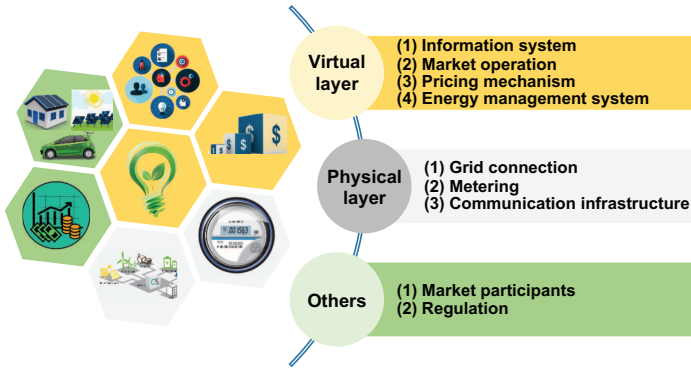 Virtual
layer
(1) Information system
(2) Market operation
(3) Pricing mechanism
(4) Energy management system
Physical
layer
(1) Grid connection
(2) Metering
(3) Communication infrastructure
Others
(1) Market participants
(2) Regulation
$
$
$
001563